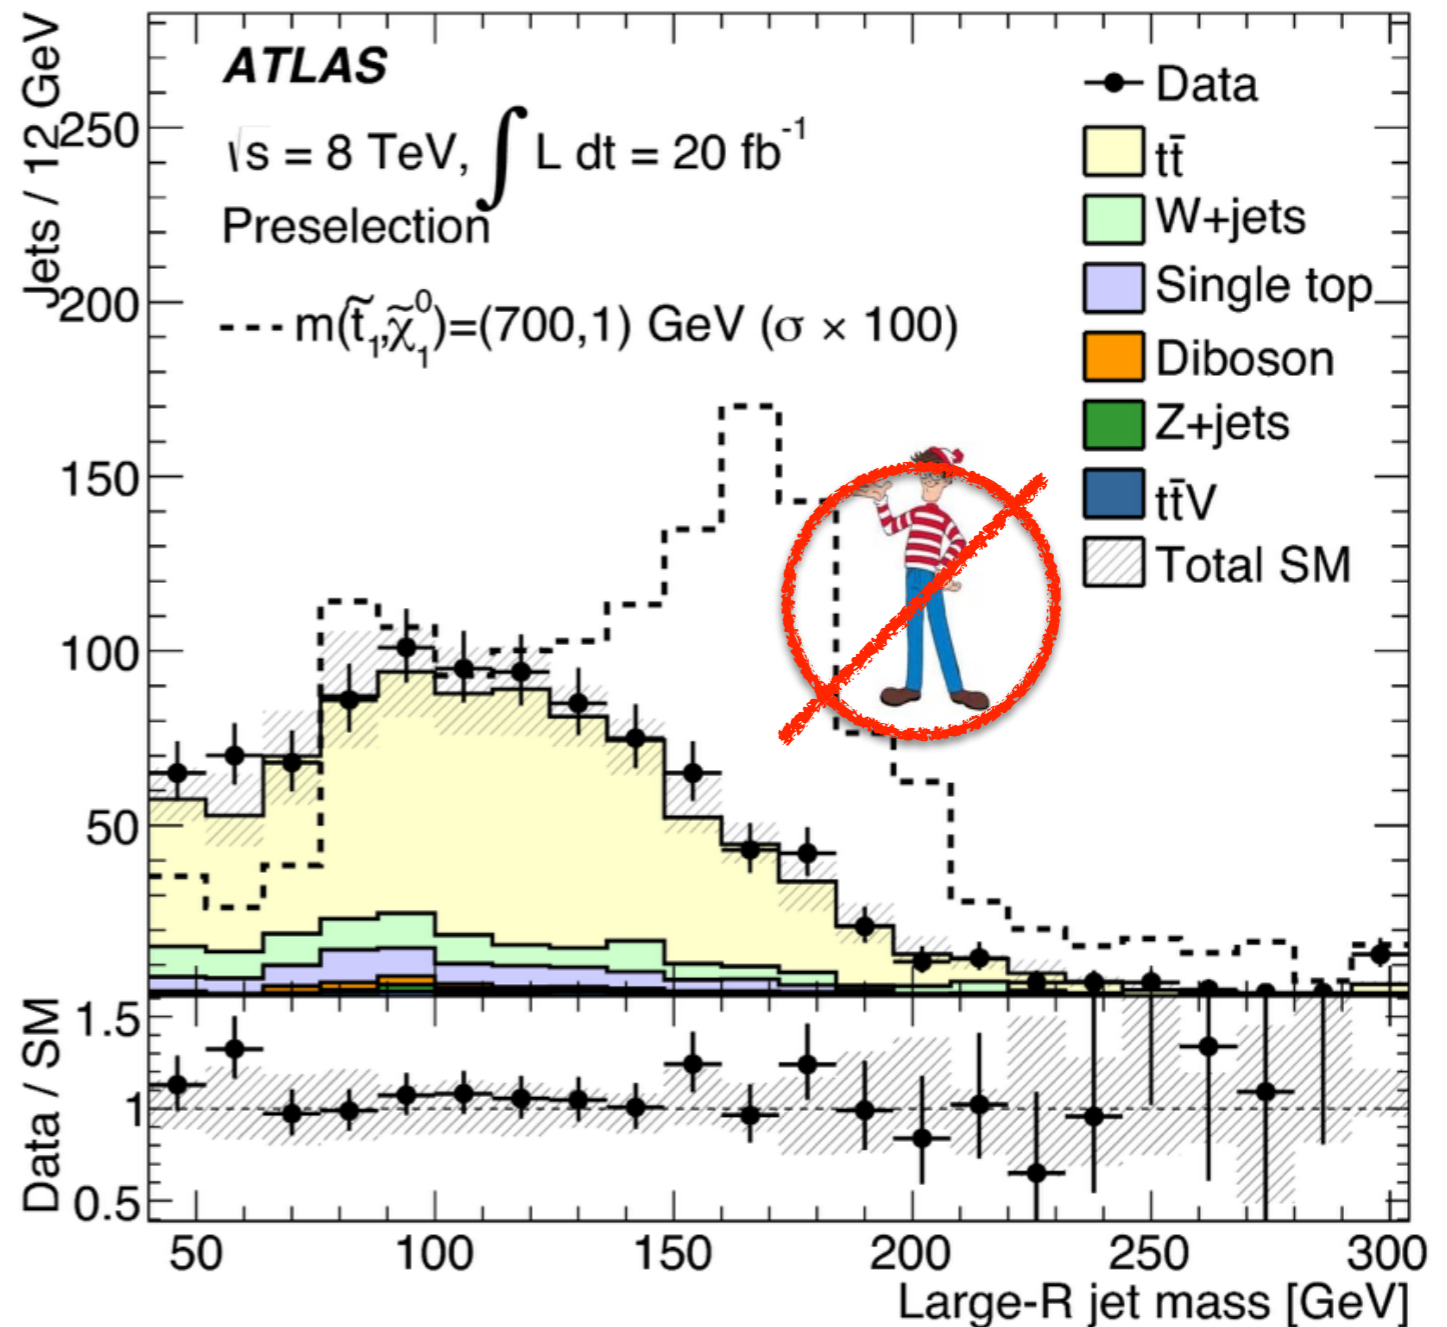 Jets / 12 GeV
250
200
150
100
50
ATLAS
√s = 8 TeV, ∫ L dt = 20 fb⁻¹
Preselection
m(t̃₁,χ̃₁⁰)=(700,1) GeV (σ × 100)
Data
tt̄
W+jets
Single top
Diboson
Z+jets
tt̄V
Total SM
Data / SM
1.5
1
0.5
50 100 150 200 250 300
Large-R jet mass [GeV]